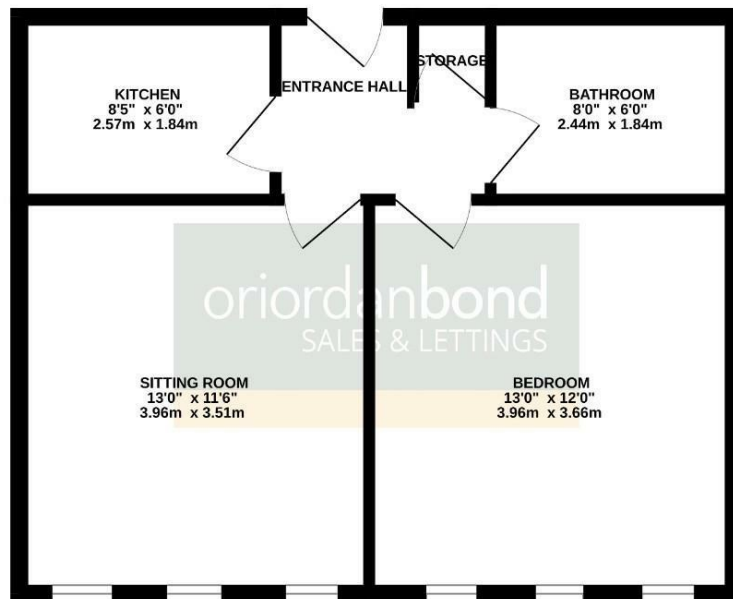 STORAGE
ENTRANCE HALL
KITCHEN
8'5" x 6'0"
2.57m x 1.84m
BATHROOM
8'0" x 6'0"
2.44m x 1.84m
oriordanbond
SALES & LETTINGS
SITTING ROOM
13'0" x 11'6"
3.96m x 3.51m
BEDROOM
13'0" x 12'0"
3.96m x 3.66m